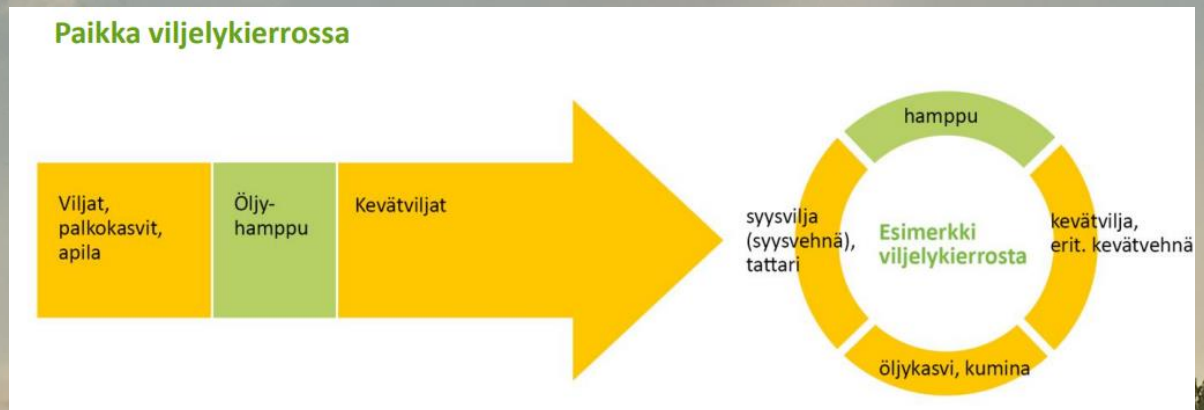 Paikka viljelykierrossa
Viljat,
palkokasvit,
apila
Öljy-
hamppu
Kevätviljat
hamppu
syysvilja
(syysvehnä),
tattari
Esimerkki
viljelykierrosta
kevätvilja,
erit. kevätvehnä
öljykasvi, kumina